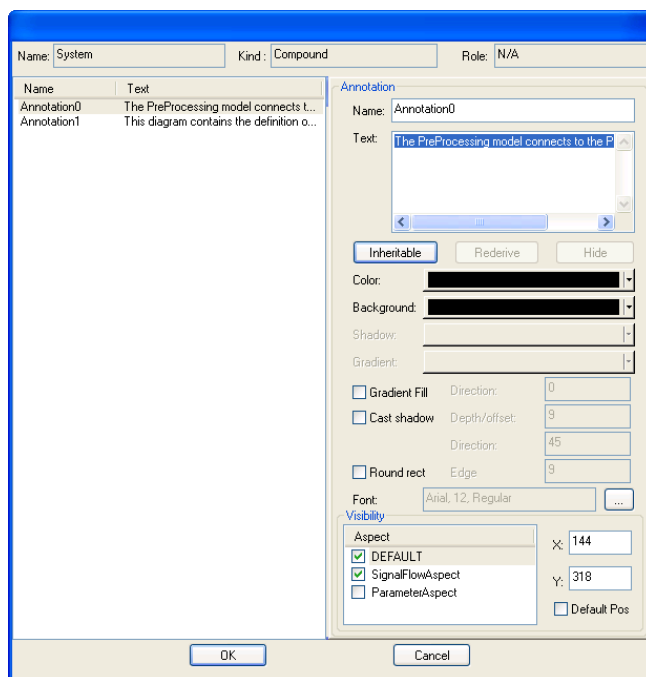 Name: System Kind : Compound Role: N/A
Name Text
Annotation0 The PreProcessing model connects t...
Annotation1 This diagram contains the definition o...
Annotation
Name: Annotation0
Text: The PreProcessing model connects to the P
Inheritable Rederive Hide
Color:
Background:
Shadow:
Gradient:
Gradient Fill Direction: 0
Cast shadow Depth/offset: 9
Direction: 45
Round rect Edge 9
Font: Arial, 12, Regular ...
Visibility
Aspect
DEFAULT
SignalFlowAspect
ParameterAspect
X: 144
Y: 318
Default Pos
OK Cancel